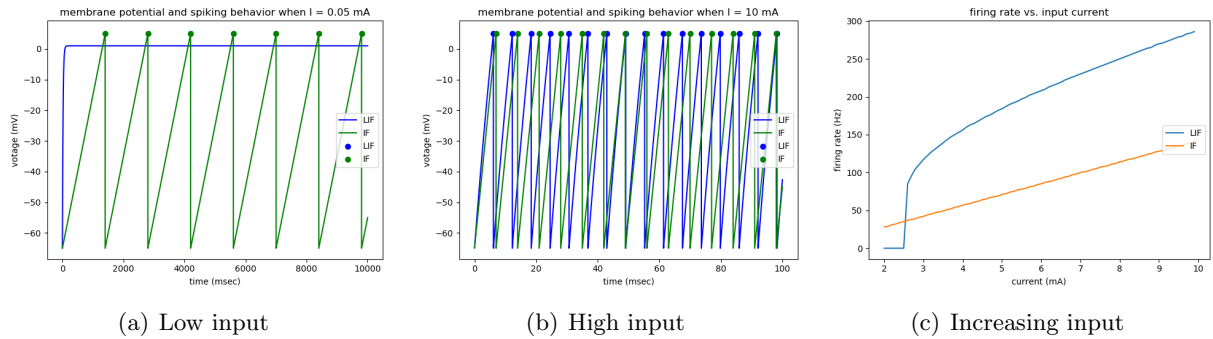 membrane potential and spiking behavior when I = 0.05 mA
0
−10
−20
−30
−40
−50
−60
votage (mV)
LIF
IF
LIF
IF
0 2000 4000 6000 8000 10000
time (msec)
(a) Low input
membrane potential and spiking behavior when I = 10 mA
0
−10
−20
−30
−40
−50
−60
votage (mV)
LIF
IF
LIF
IF
0 20 40 60 80 100
time (msec)
(b) High input
firing rate vs. input current
300
250
200
150
100
50
0
firing rate (Hz)
LIF
IF
2 3 4 5 6 7 8 9 10
current (mA)
(c) Increasing input